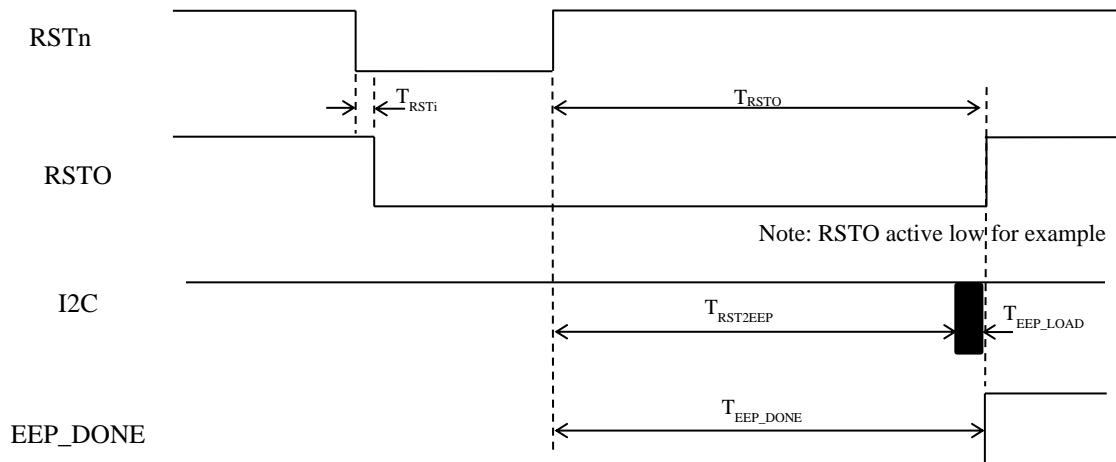 RSTn
TRSTi
TRSTO
RSTO
Note: RSTO active low for example
I2C
TRST2EEP
TEEP_LOAD
TEEP_DONE
EEP_DONE